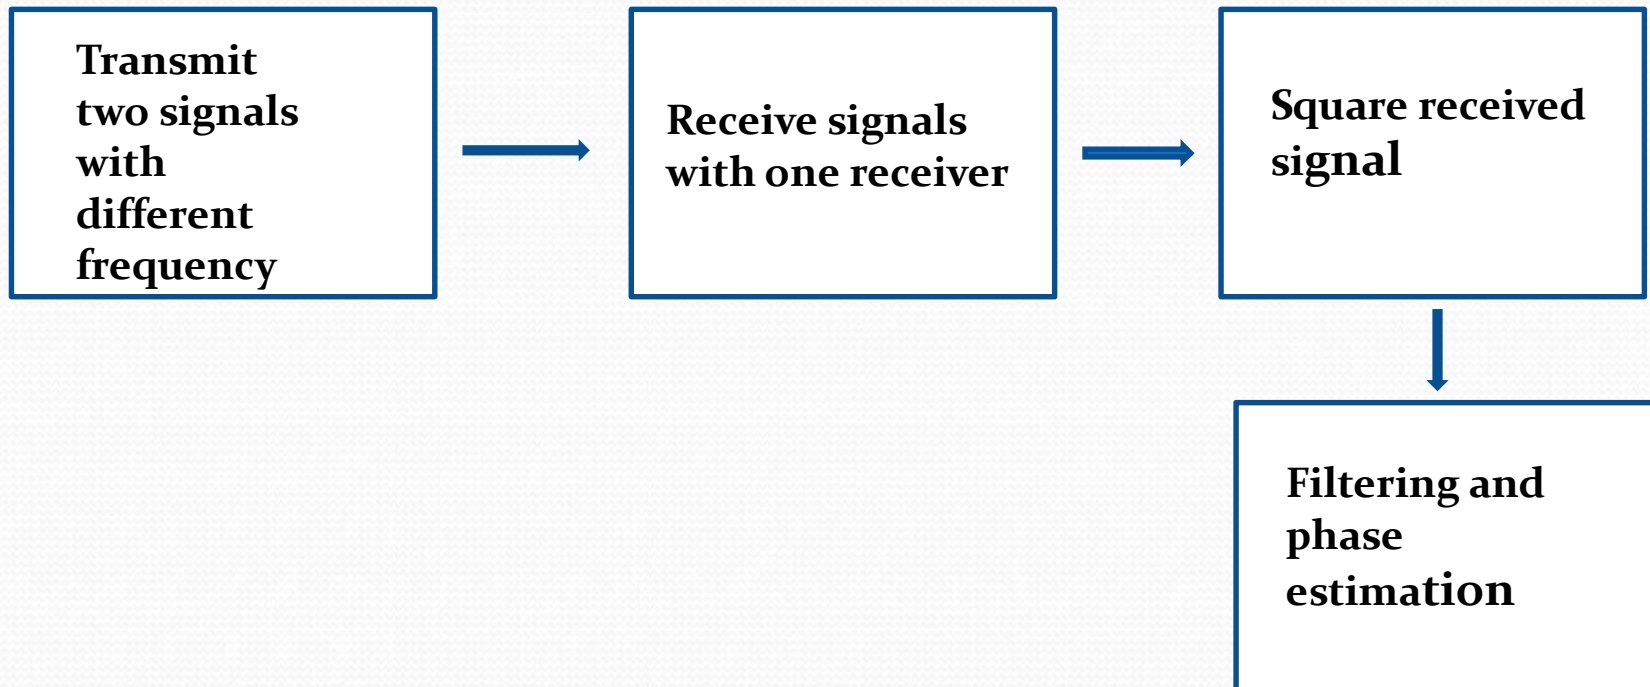 Transmit
two signals
with
different
frequency
Receive signals
with one receiver
Square received
signal
Filtering and
phase
estimation